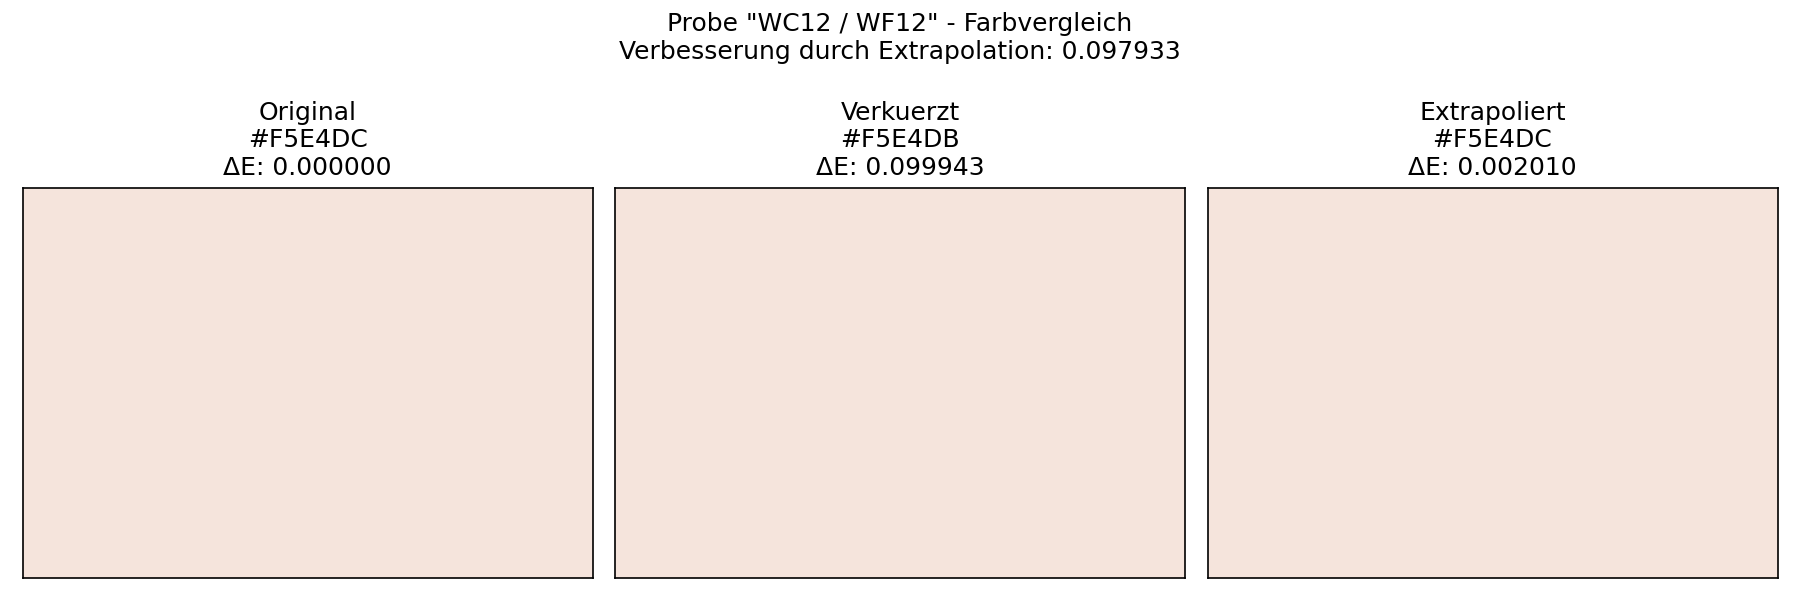 Probe "WC12 / WF12" - Farbvergleich
Verbesserung durch Extrapolation: 0.097933
Original
#F5E4DC
ΔE: 0.000000
Verkuerzt
#F5E4DB
ΔE: 0.099943
Extrapoliert
#F5E4DC
ΔE: 0.002010